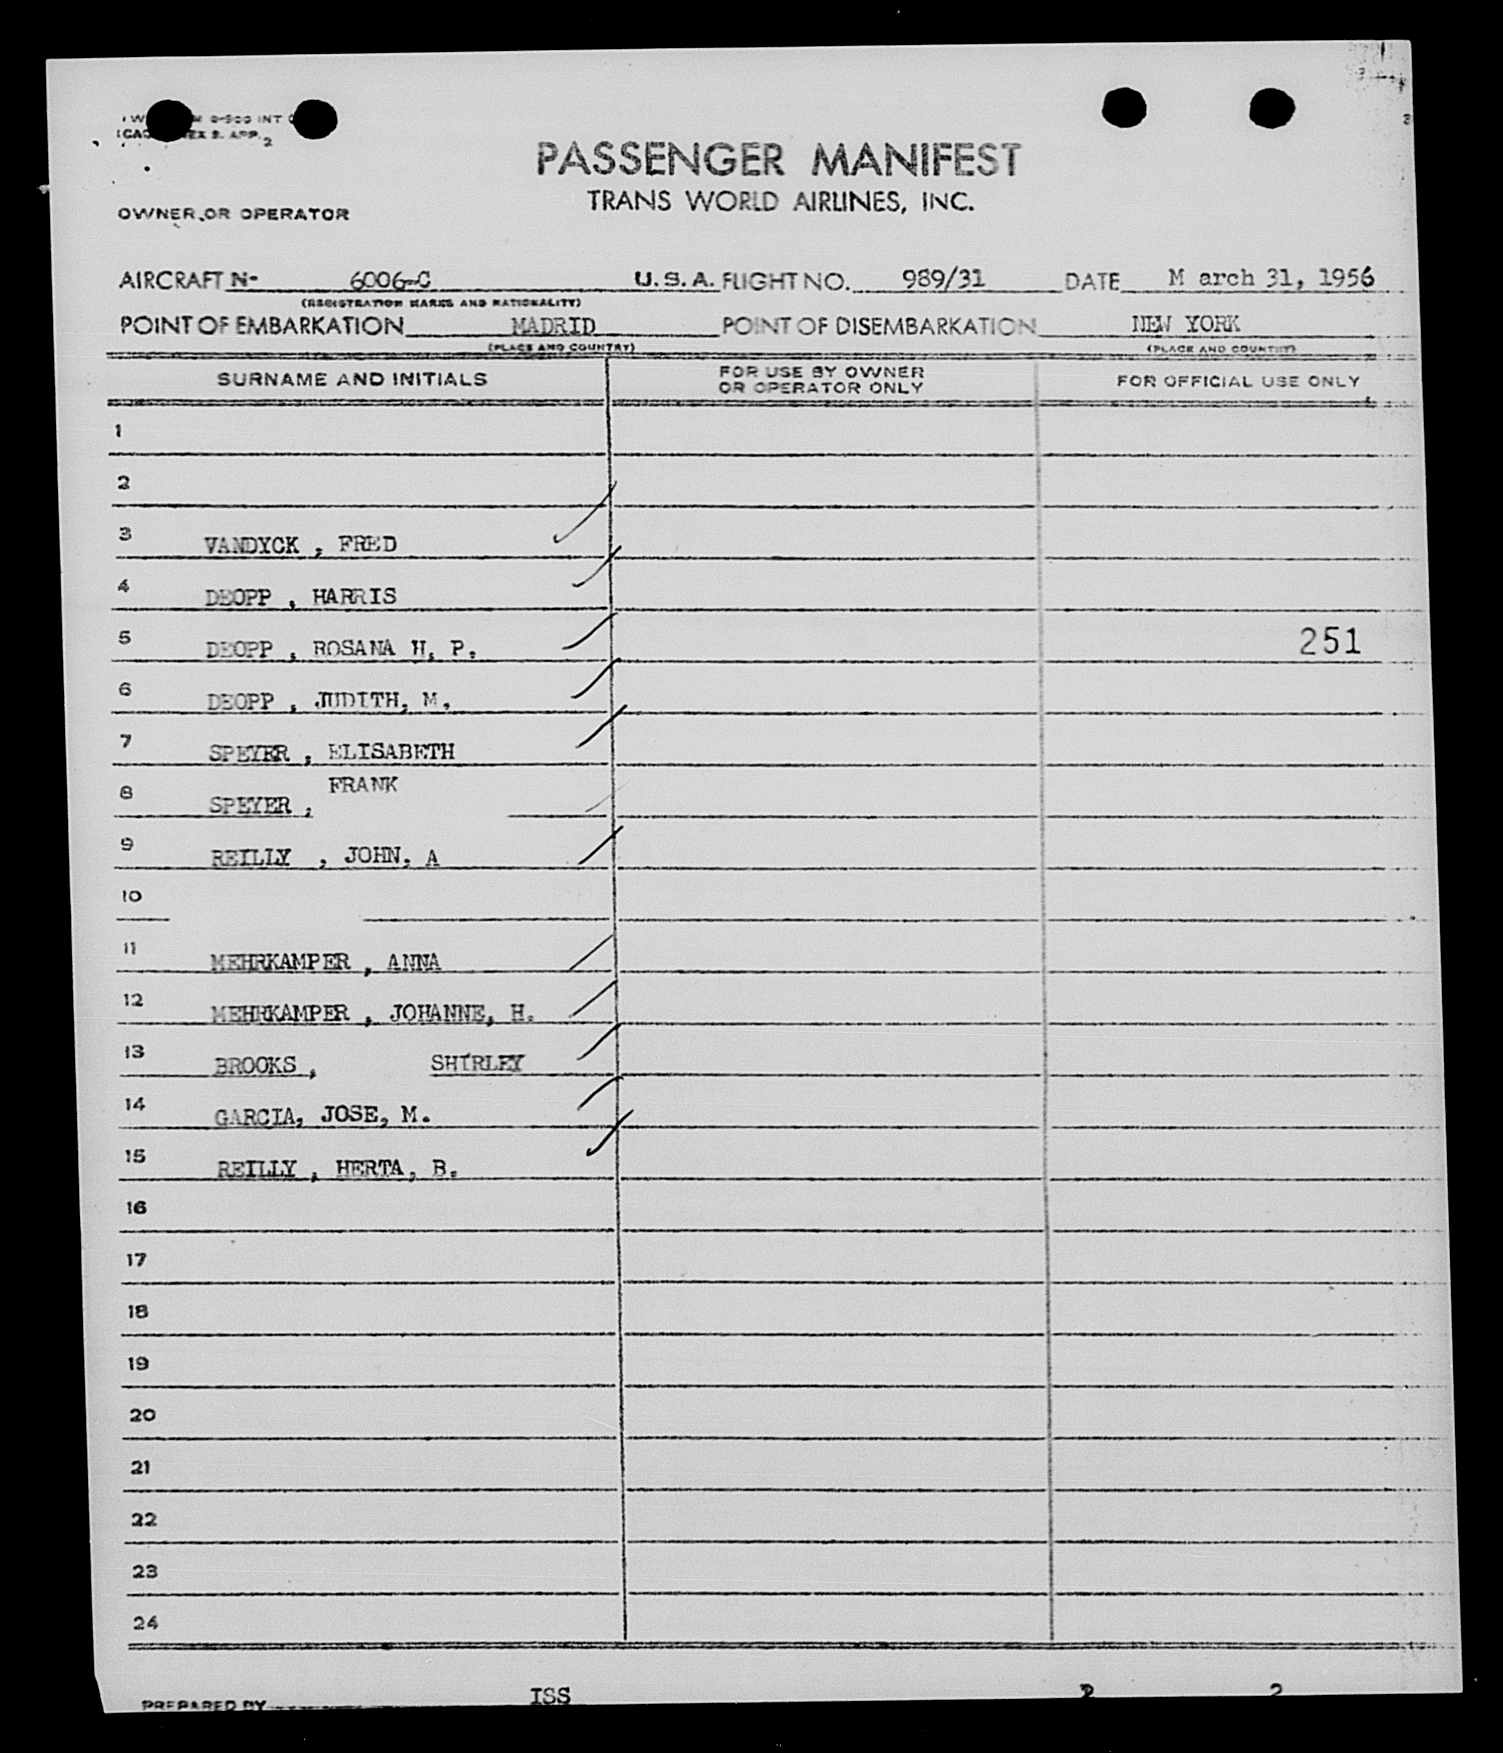 PASSENGER MANIFEST
TRANS WORLD AIRLINES, INC.
OWNER OR OPERATOR
AIRCRAFT N- 6006-C U.S.A. FLIGHT NO. 989/31 DATE M arch 31, 1956
(REGISTRATION MARKS AND NATIONALITY)
POINT OF EMBARKATION MADRID POINT OF DISEMBARKATION NEW YORK
(PLACE AND COUNTRY) (PLACE AND COUNTRY)
SURNAME AND INITIALS FOR USE BY OWNER OR OPERATOR ONLY FOR OFFICIAL USE ONLY
1
2
3 VANDYCK , FRED
4 DEOPP , HARRIS
5 DEOPP , ROSANA H, P. 251
6 DEOPP , JUDITH, M.
7 SPEYER , ELISABETH
8 SPEYER , FRANK
9 REILLY , JOHN, A
10
11 MEHRKAMPER , ANNA
12 MEHRKAMPER , JOHANNE, H.
13 BROOKS , SHIRLEY
14 GARCIA, JOSE, M.
15 REILLY , HERTA, B.
16
17
18
19
20
21
22
23
24
PREPARED BY ISS 2 2